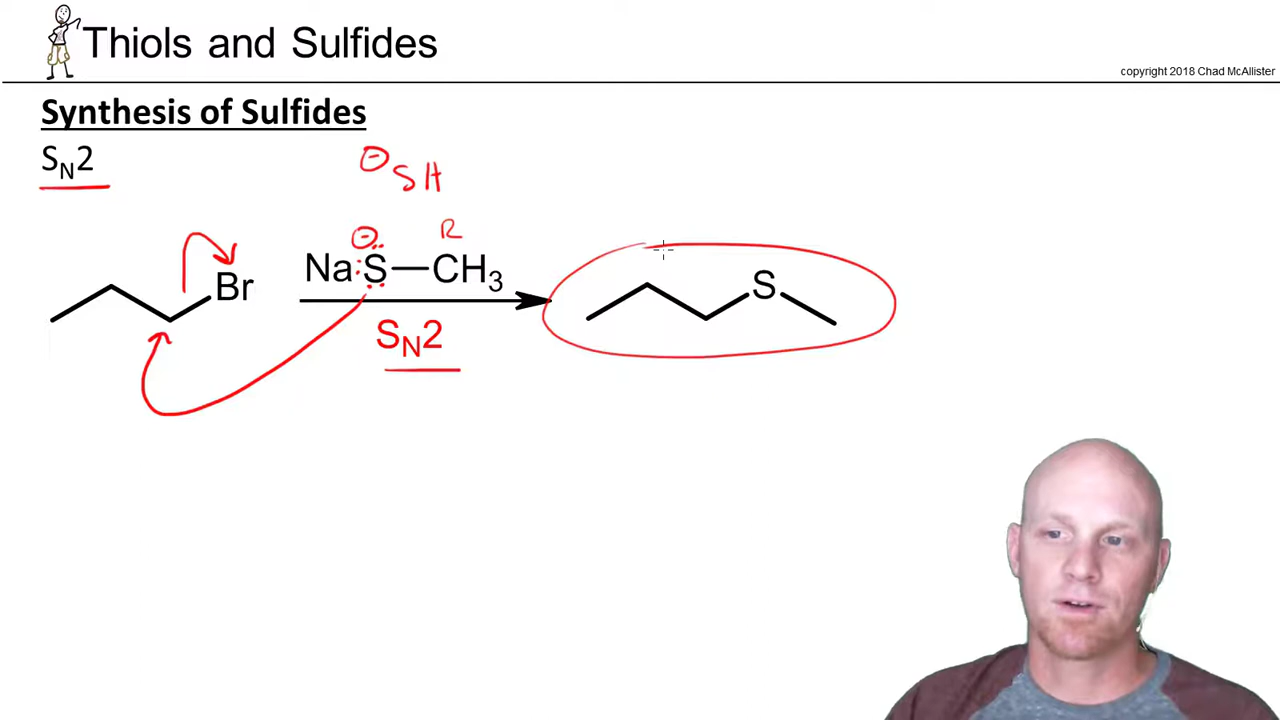 Thiols and Sulfides
copyright 2018 Chad McAllister
Synthesis of Sulfides
SN2
⊖SH
⊖ R
Br
Na:S—CH3
SN2
S